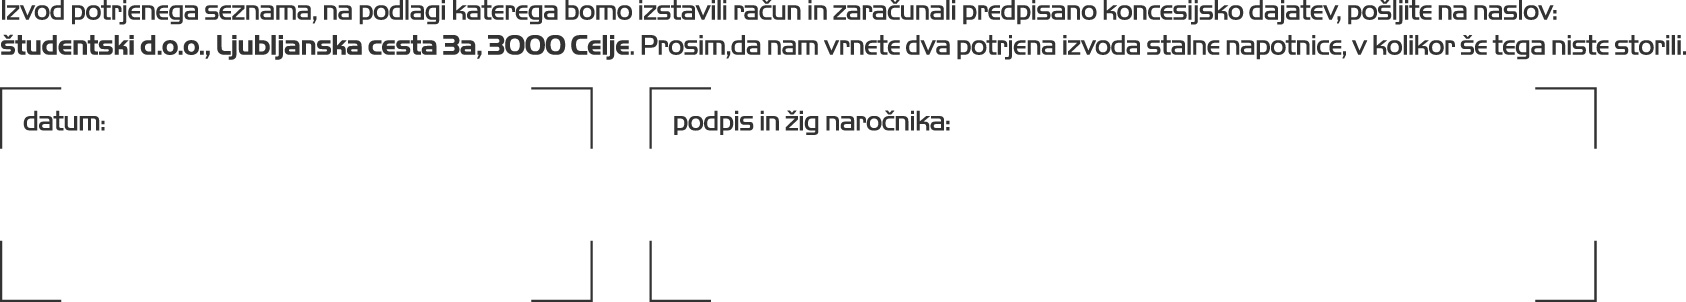 Izvod potrjenega seznama, na podlagi katerega bomo izstavili račun in zaračunali predpisano koncesijsko dajatev, pošljite na naslov:
študentski d.o.o., Ljubljanska cesta 3a, 3000 Celje. Prosim,da nam vrnete dva potrjena izvoda stalne napotnice, v kolikor še tega niste storili.
datum:
podpis in žig naročnika: